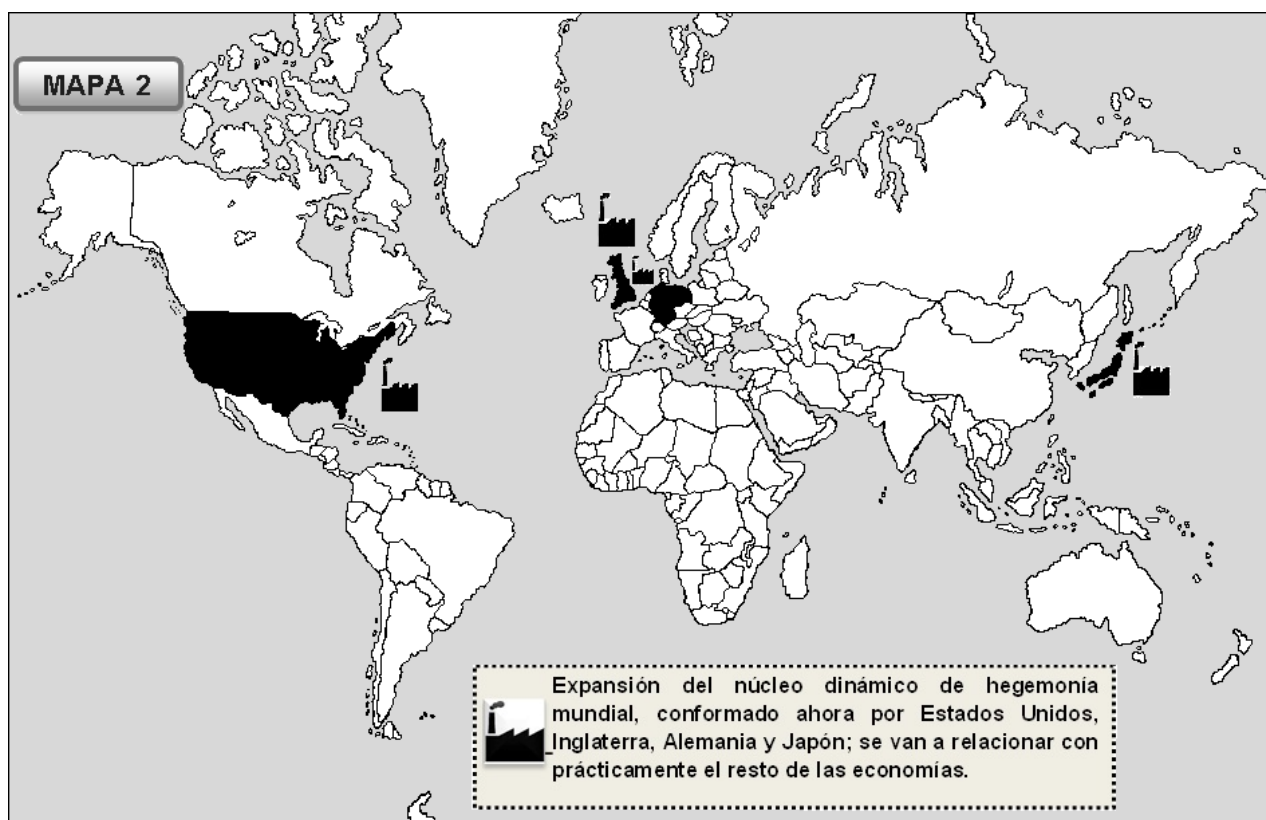 MAPA 2
Expansión del núcleo dinámico de hegemonía
mundial, conformado ahora por Estados Unidos,
Inglaterra, Alemania y Japón; se van a relacionar con
prácticamente el resto de las economías.